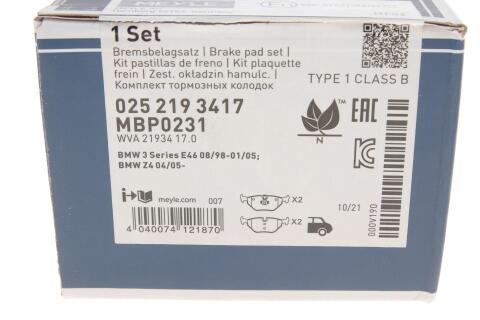 MEYLE
1 Set
Bremsbelagsatz | Brake pad set |
Kit pastillas de freno | Kit plaquette
frein | Zest. okładzin hamulc. |
Комплект тормозных колодок
TYPE 1 CLASS B
025 219 3417
MBP0231
WVA 21934 17.0
BMW 3 Series E46 08/98-01/05;
BMW Z4 04/05-
N
TM
EAC
meyle.com
007
X2
X2
10/21
000V190
4 040074 121870